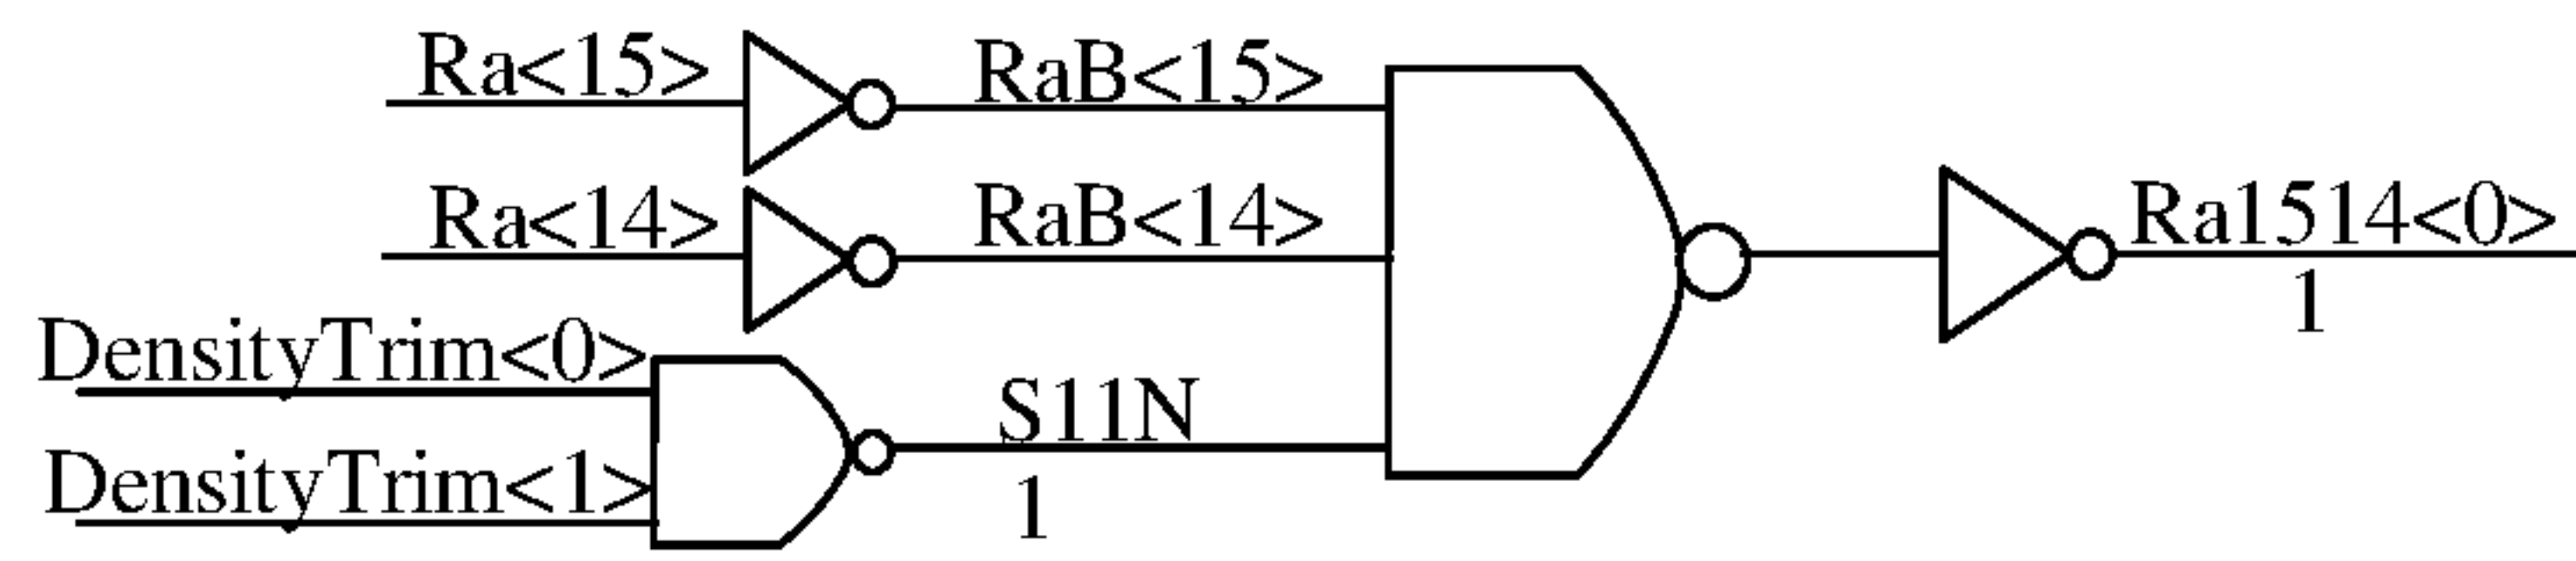 Ra<15>
RaB<15>
Ra<14>
RaB<14>
Ra1514<0>
1
DensityTrim<0>
S11N
DensityTrim<1>
1